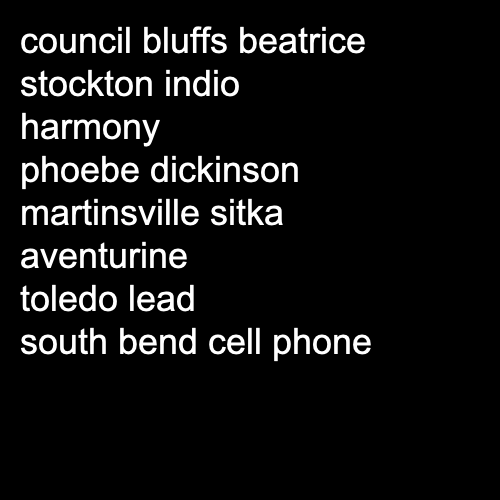 council bluffs beatrice
stockton indio
harmony
phoebe dickinson
martinsville sitka
aventurine
toledo lead
south bend cell phone